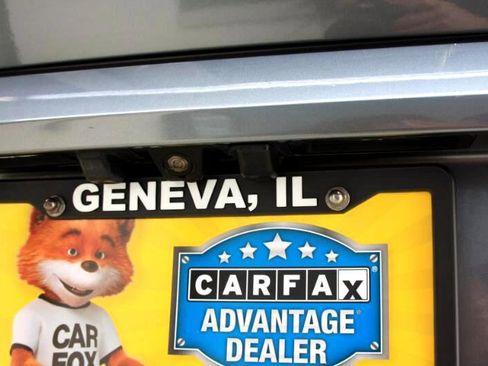 GENEVA, IL
CARFAX®
ADVANTAGE®
DEALER
CAR
FOX